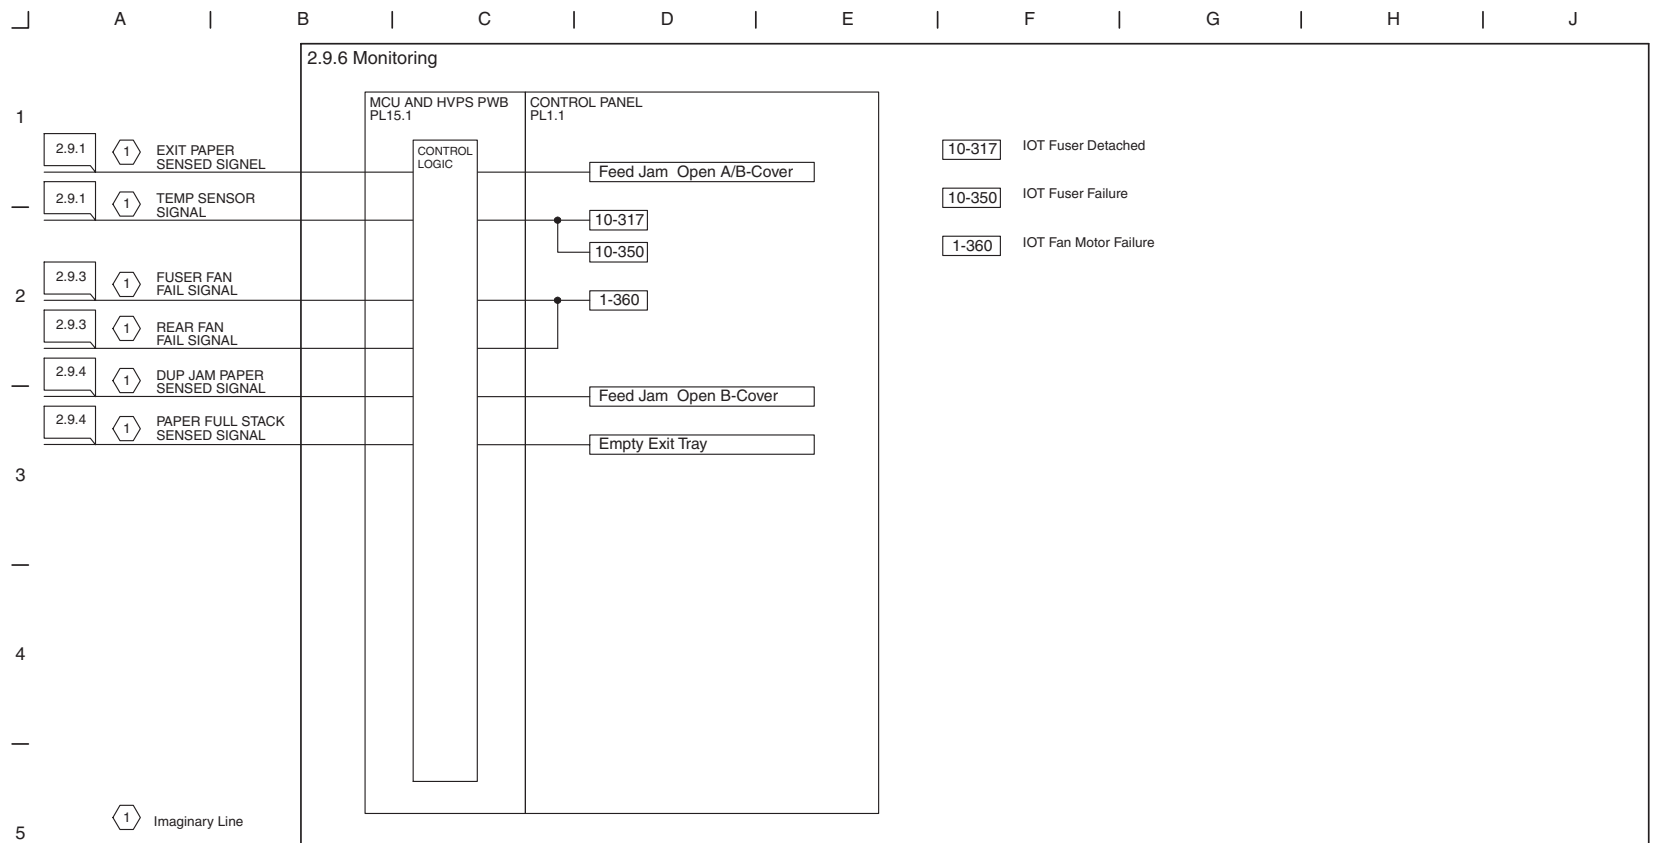 A B C D E F G H J
2.9.6 Monitoring
1
MCU AND HVPS PWB
PL15.1
CONTROL PANEL
PL1.1
CONTROL
LOGIC
2.9.1 1 EXIT PAPER
SENSED SIGNEL
Feed Jam Open A/B-Cover
10-317 IOT Fuser Detached
2.9.1 1 TEMP SENSOR
SIGNAL
10-317
10-350
10-350 IOT Fuser Failure
1-360 IOT Fan Motor Failure
2
2.9.3 1 FUSER FAN
FAIL SIGNAL
1-360
2.9.3 1 REAR FAN
FAIL SIGNAL
2.9.4 1 DUP JAM PAPER
SENSED SIGNAL
Feed Jam Open B-Cover
2.9.4 1 PAPER FULL STACK
SENSED SIGNAL
Empty Exit Tray
3
4
1 Imaginary Line
5